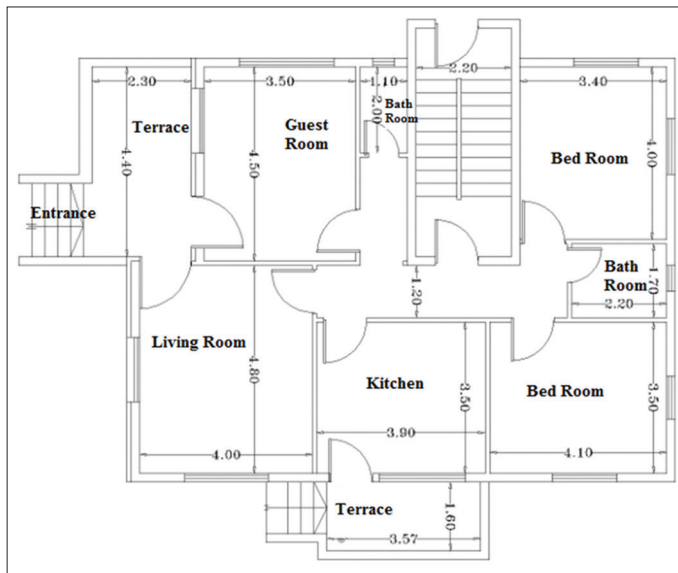 2.30
3.50
1.10
2.20
3.40
Terrace
Guest
Room
2.00
Bath
Room
4.40
4.50
Bed Room
4.00
Entrance
Bath
Room
1.70
2.20
1.20
Living Room
4.80
Kitchen
3.50
Bed Room
3.50
3.90
4.00
4.10
Terrace
1.60
3.57